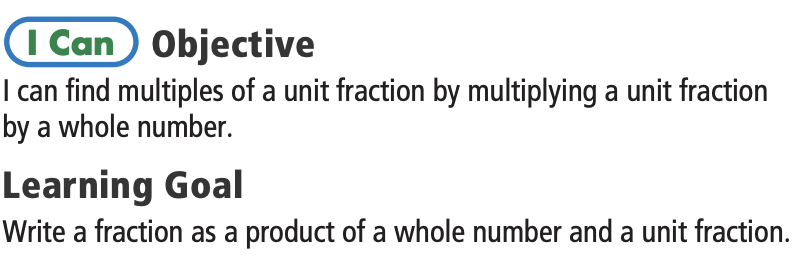 I Can Objective
I can find multiples of a unit fraction by multiplying a unit fraction
by a whole number.
Learning Goal
Write a fraction as a product of a whole number and a unit fraction.